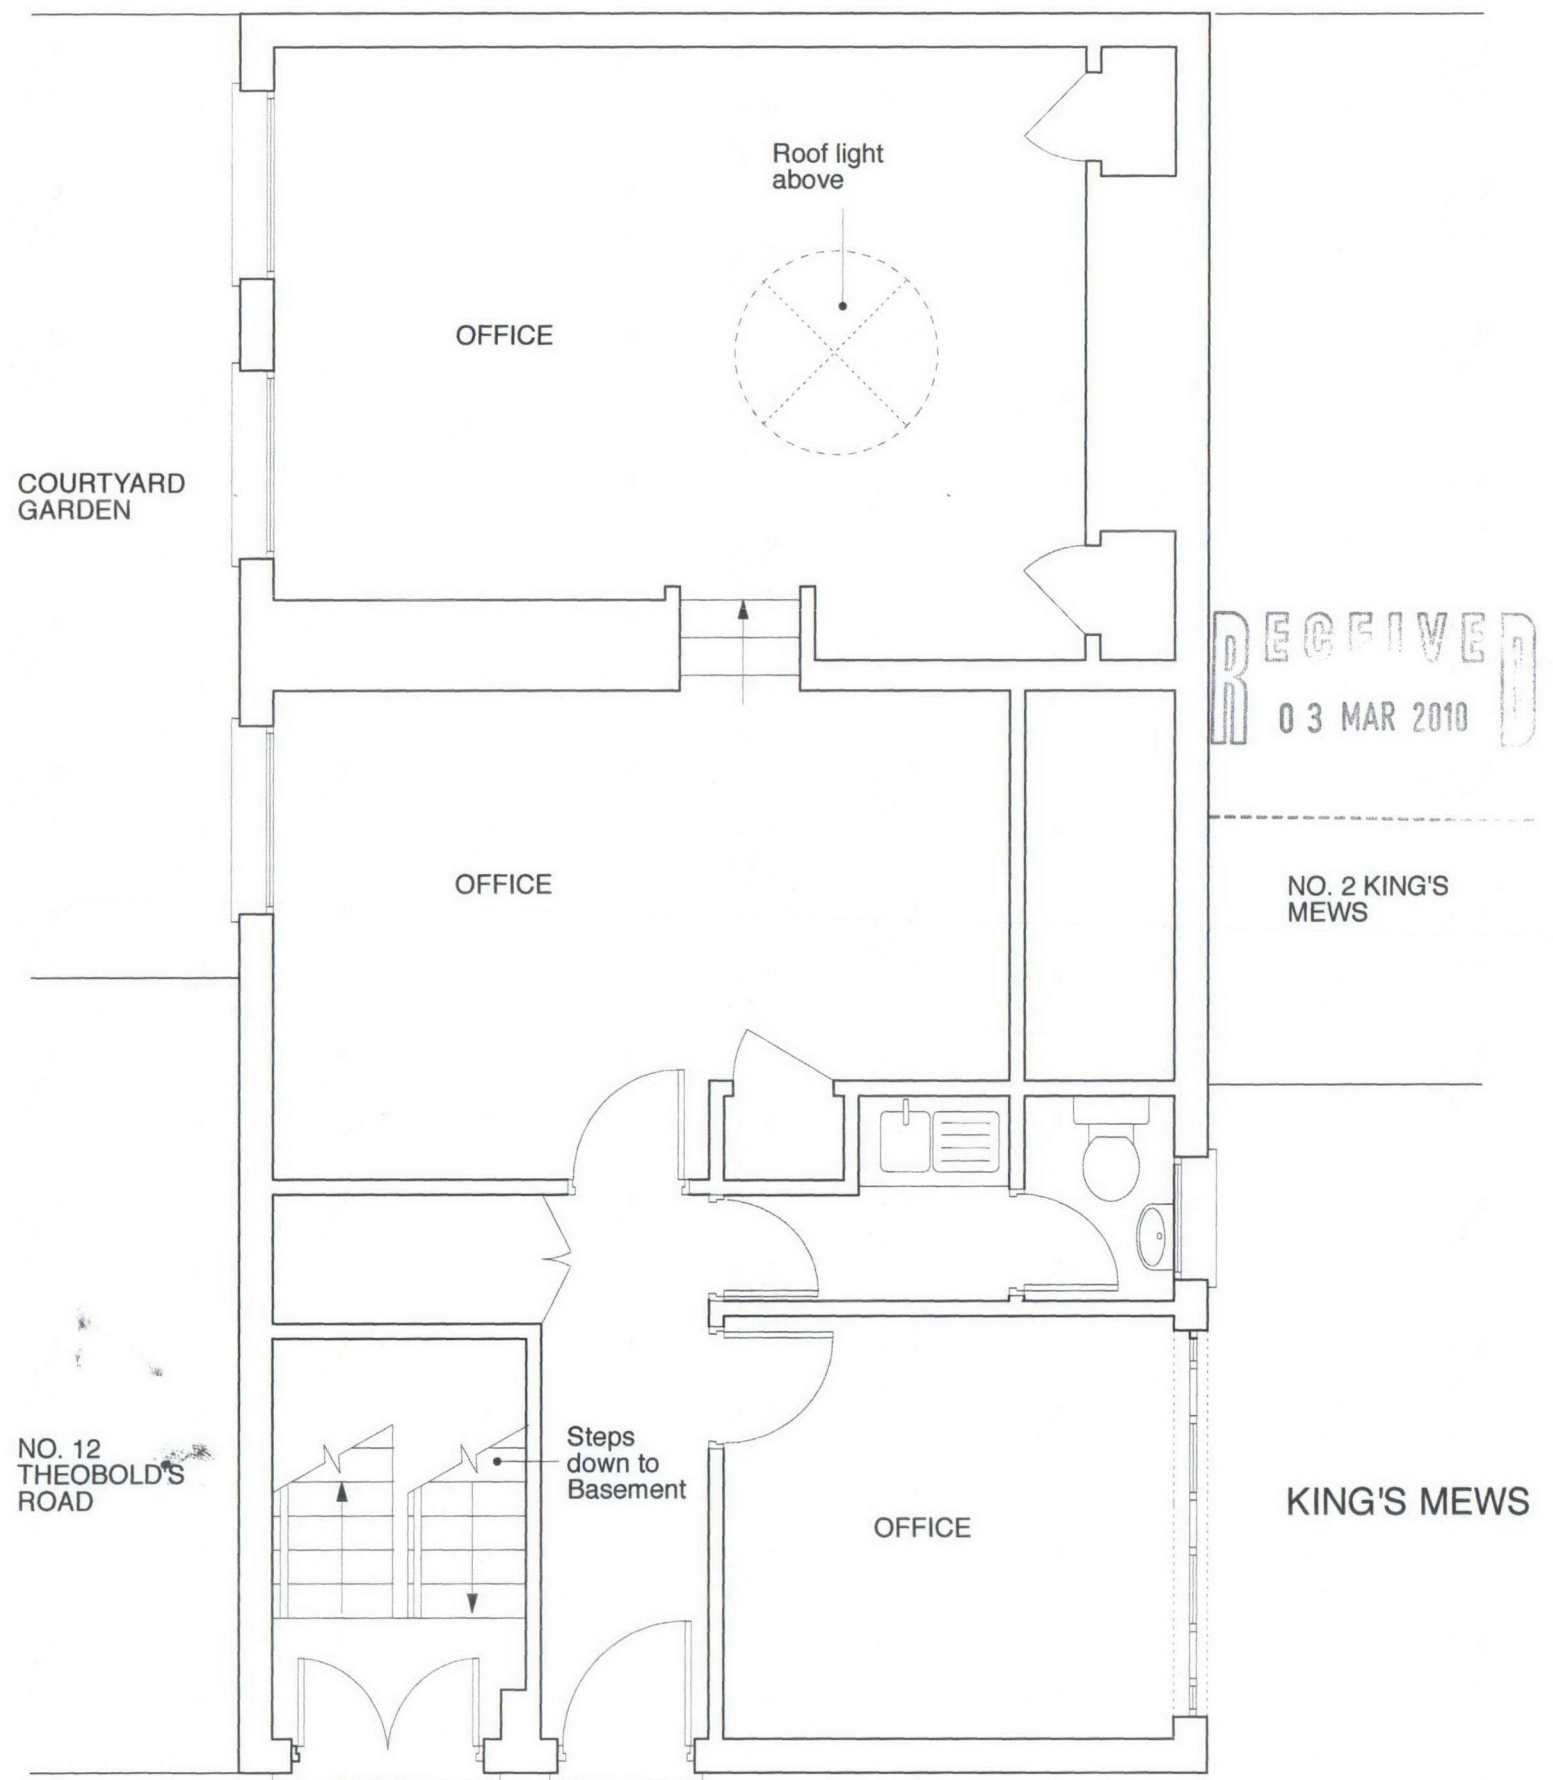 Roof light
above
OFFICE
COURTYARD
GARDEN
RECEIVED
03 MAR 2010
OFFICE
NO. 2 KING'S
MEWS
Steps
down to
Basement
NO. 12
THEOBOLD'S
ROAD
KING'S MEWS
OFFICE